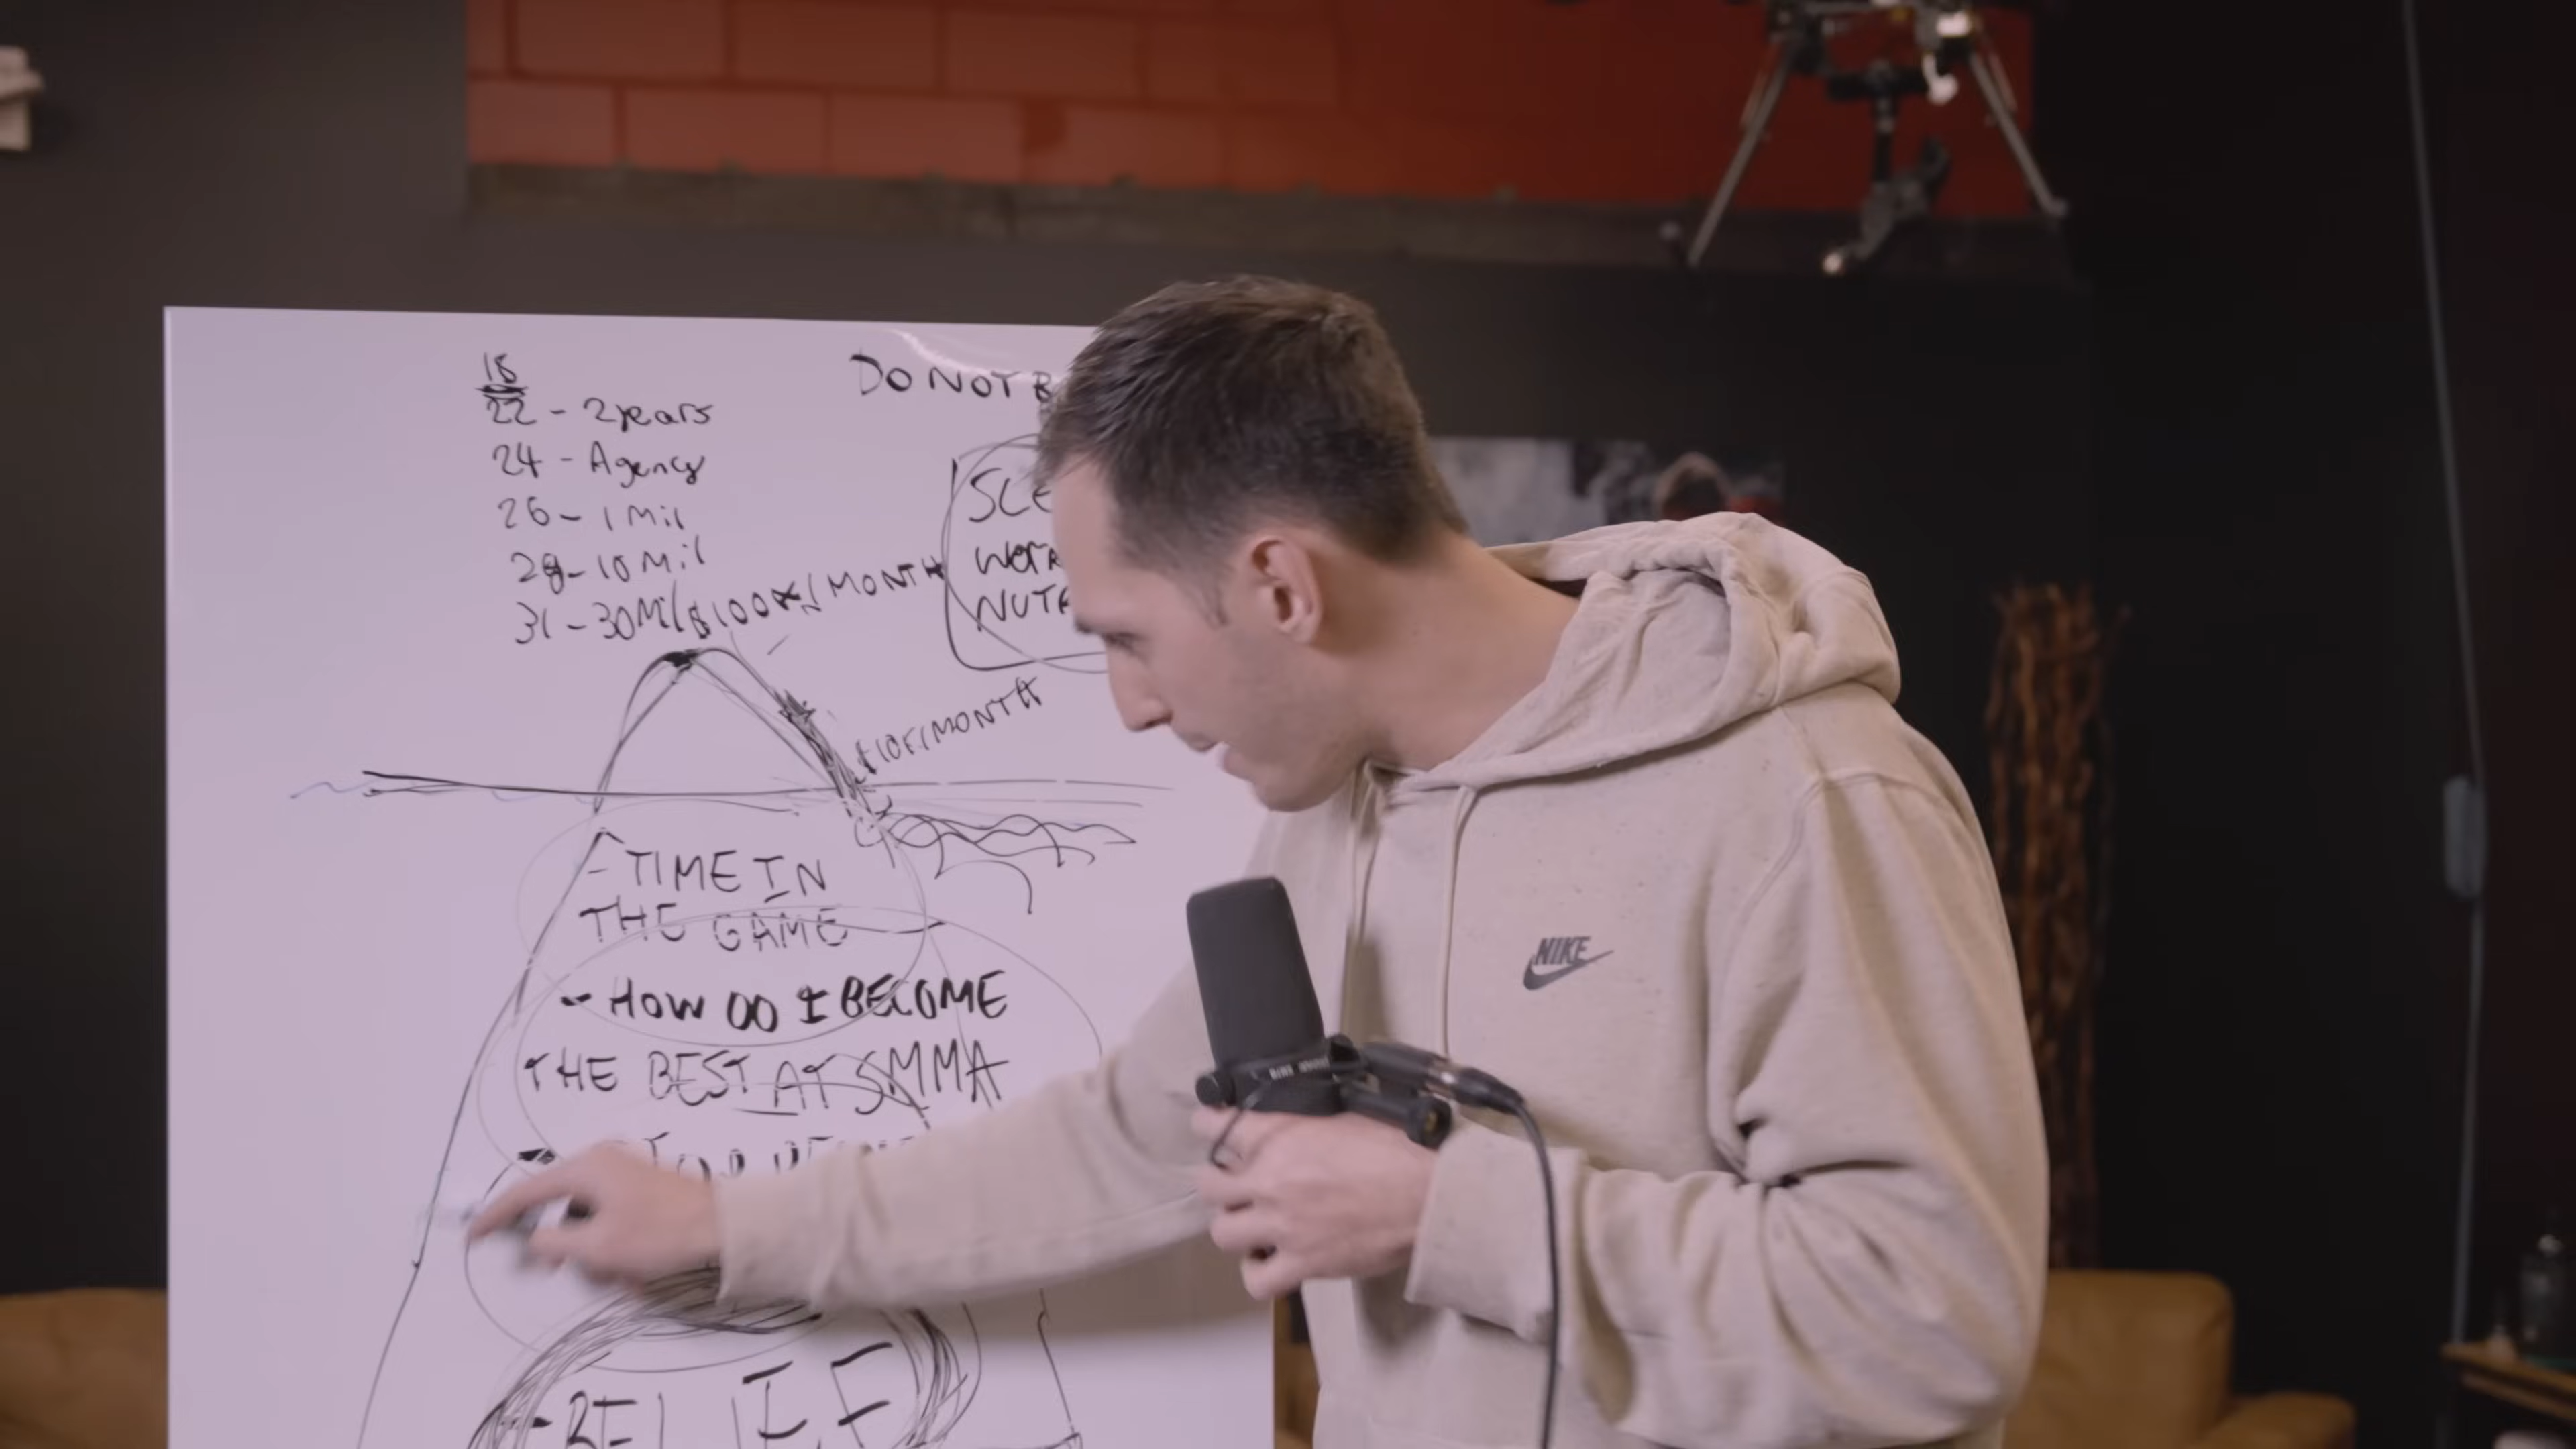 18
22 - 2years
24 - Agency
26 - 1 Mil
28 - 10 Mil
31 - 30Mil
$100K/MONTH
DO NOT
$10K/MONTH
- TIME IN
THE GAME
- HOW DO I BECOME
THE BEST AT SMMA
- BELIEF
NIKE